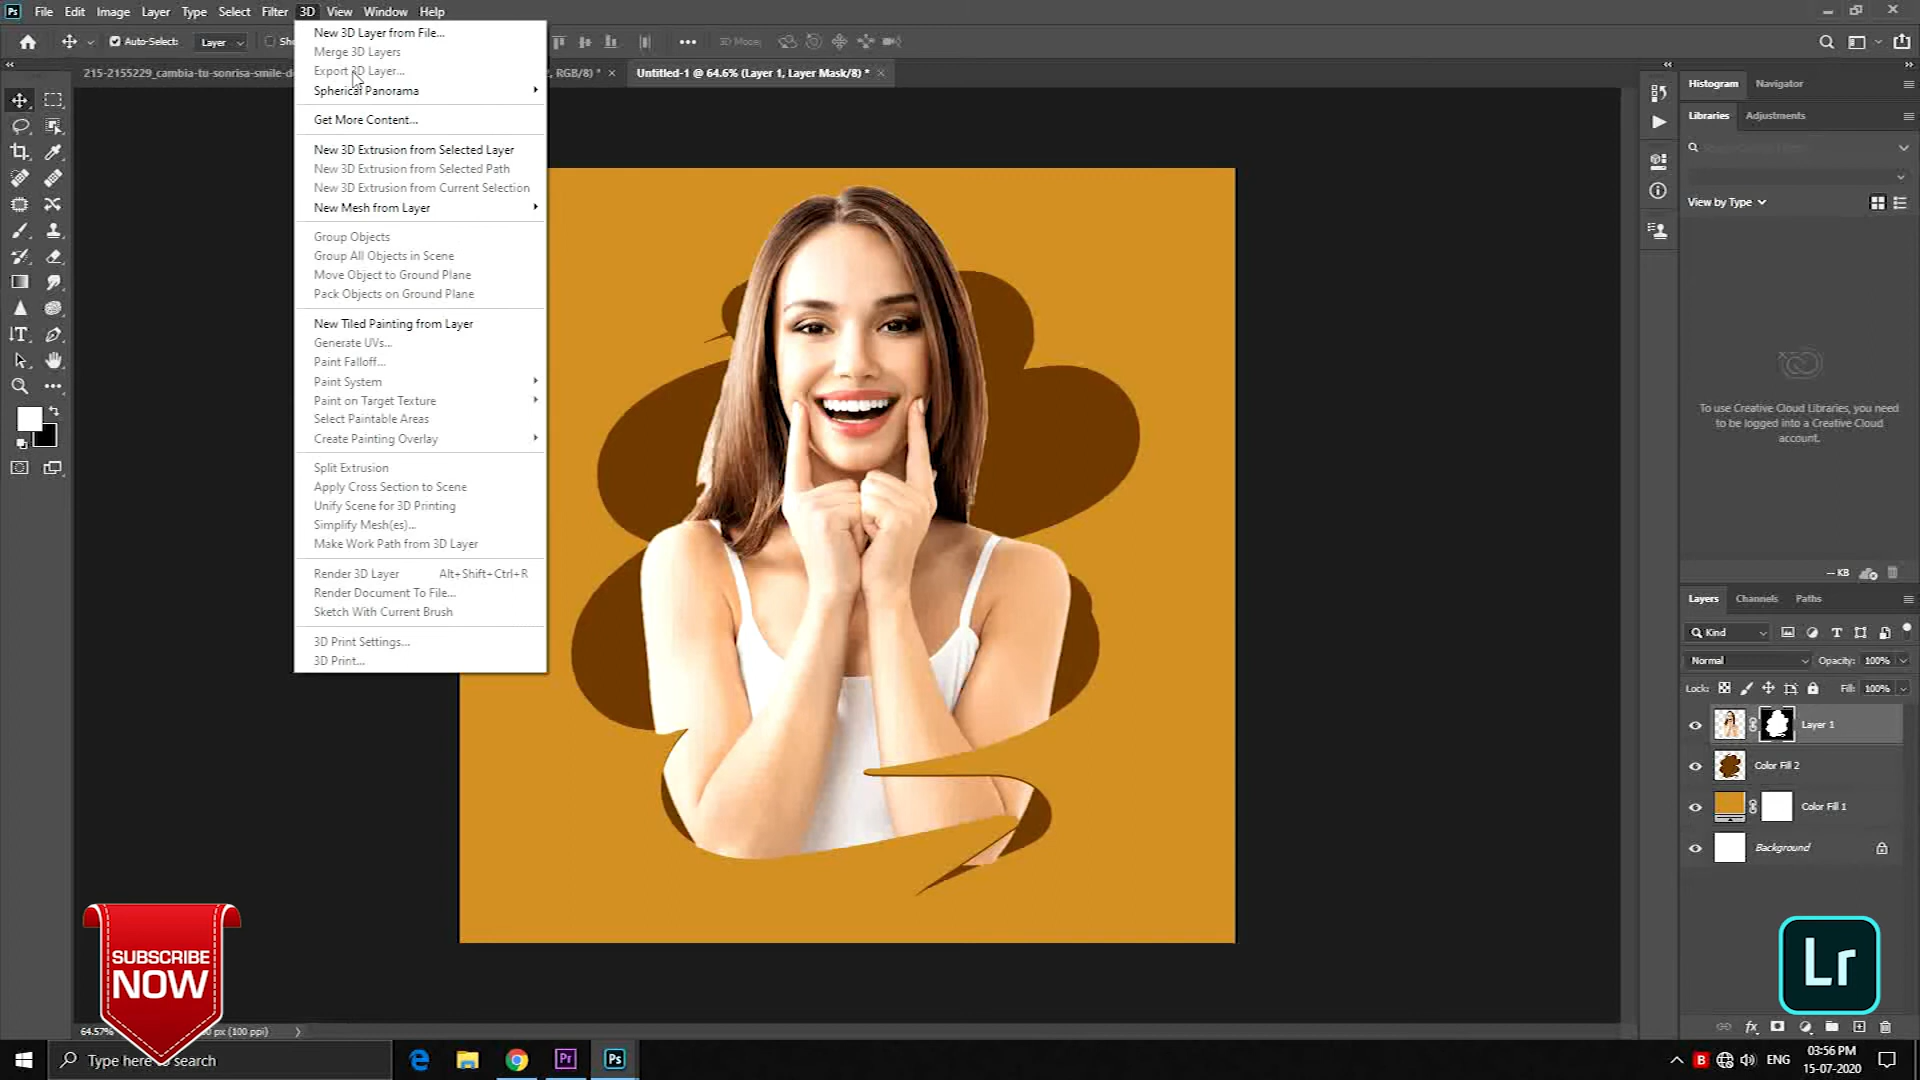 Ps File Edit Image Layer Type Select Filter 3D View Window Help
Auto-Select: Layer Sho 3D Mode:
215-2155229_cambia-tu-sonrisa-smile-d , RGB/8) * × Untitled-1 @ 64.6% (Layer 1, Layer Mask/8) * ×
New 3D Layer from File...
Merge 3D Layers
Export 3D Layer...
Spherical Panorama
Get More Content...
New 3D Extrusion from Selected Layer
New 3D Extrusion from Selected Path
New 3D Extrusion from Current Selection
New Mesh from Layer
Group Objects
Group All Objects in Scene
Move Object to Ground Plane
Pack Objects on Ground Plane
New Tiled Painting from Layer
Generate UVs...
Paint Falloff...
Paint System
Paint on Target Texture
Select Paintable Areas
Create Painting Overlay
Split Extrusion
Apply Cross Section to Scene
Unify Scene for 3D Printing
Simplify Mesh(es)...
Make Work Path from 3D Layer
Render 3D Layer Alt+Shift+Ctrl+R
Render Document To File...
Sketch With Current Brush
3D Print Settings...
3D Print...
Histogram Navigator
Libraries Adjustments
View by Type
To use Creative Cloud Libraries, you need
to be logged into a Creative Cloud
account.
-- KB
Layers Channels Paths
Kind
Normal Opacity: 100%
Lock: Fill: 100%
Layer 1
Color Fill 2
Color Fill 1
Background
fx
SUBSCRIBE
NOW
Lr
64.57% 0 px (100 ppi)
Type here to search
Pr
Ps
B
ENG
03:56 PM
15-07-2020